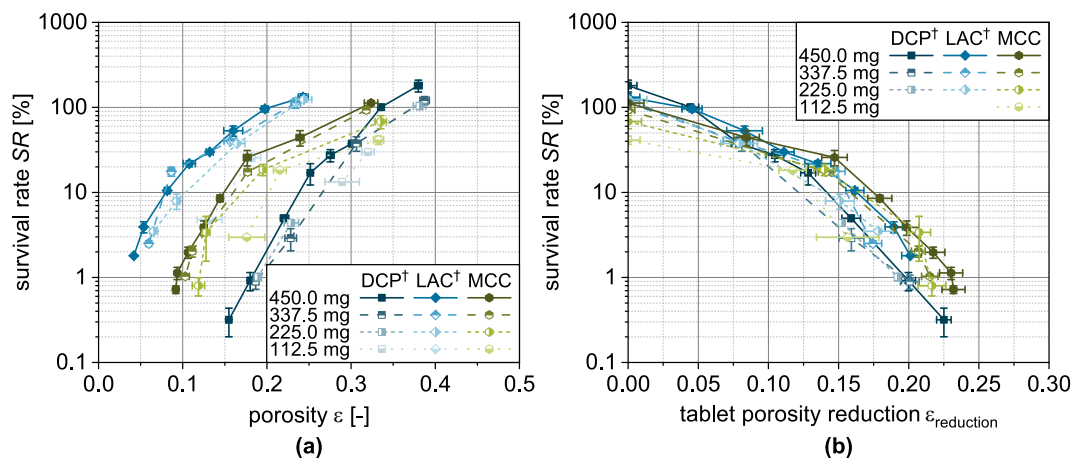 1000
100
10
1
0.1
survival rate SR [%]
0.0 0.1 0.2 0.3 0.4 0.5
porosity ε [-]
DCP† LAC† MCC
450.0 mg
337.5 mg
225.0 mg
112.5 mg
(a)
1000
100
10
1
0.1
survival rate SR [%]
0.00 0.05 0.10 0.15 0.20 0.25 0.30
tablet porosity reduction εreduction
DCP† LAC† MCC
450.0 mg
337.5 mg
225.0 mg
112.5 mg
(b)